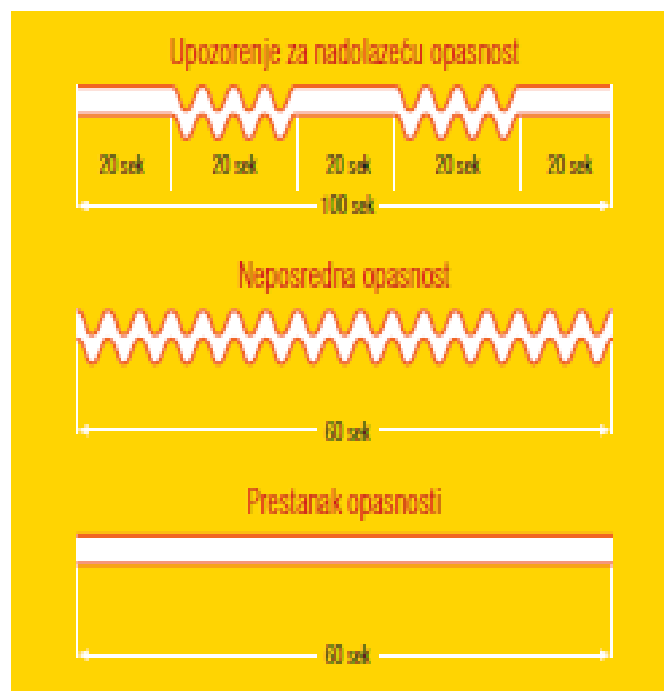 Upozorenje za nadolazeću opasnost
20 sek 20 sek 20 sek 20 sek 20 sek
100 sek
Neposredna opasnost
60 sek
Prestanak opasnosti
60 sek